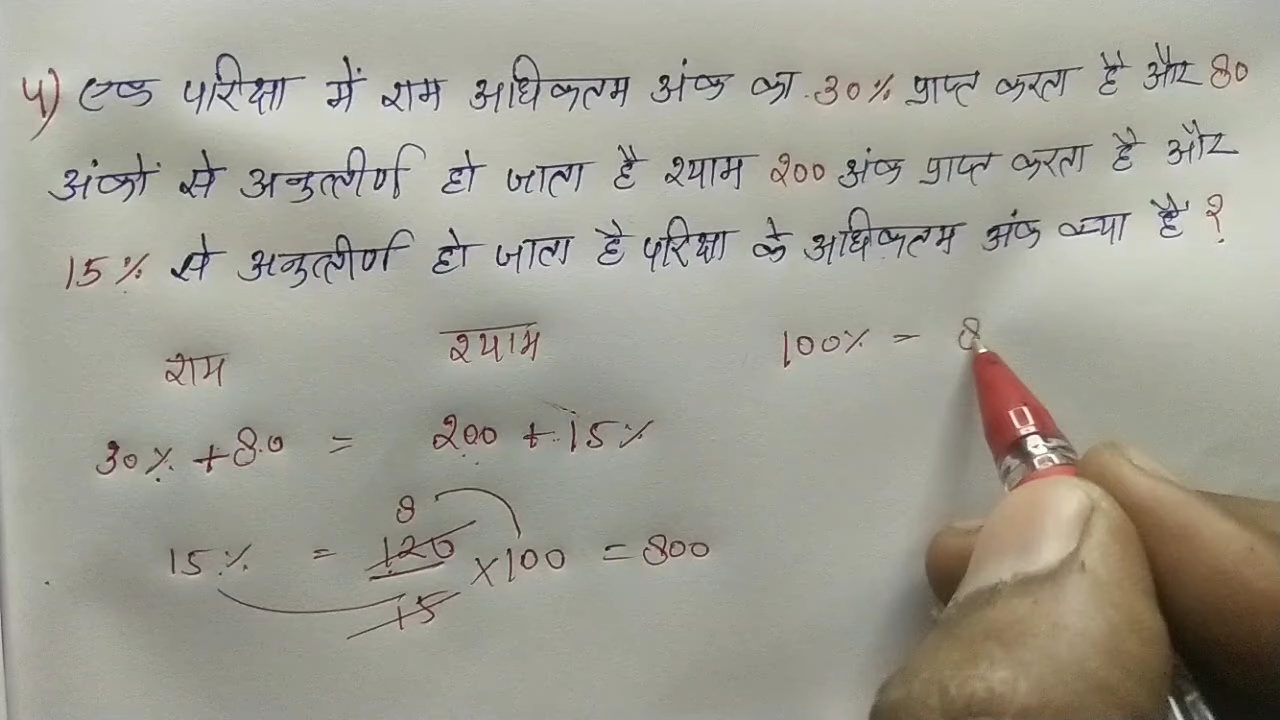 ५) एक परिक्षा में राम अधिकतम अंक का 30% प्राप्त करता है और 80
अंकों से अनुत्तीर्ण हो जाता है श्याम 200 अंक प्राप्त करता है और
15% से अनुत्तीर्ण हो जाता है परिक्षा के अधिकतम अंक क्या है ?
राम श्याम 100% = 8
30% + 80 = 200 + 15%
8
15% = 120 × 100 = 800
15